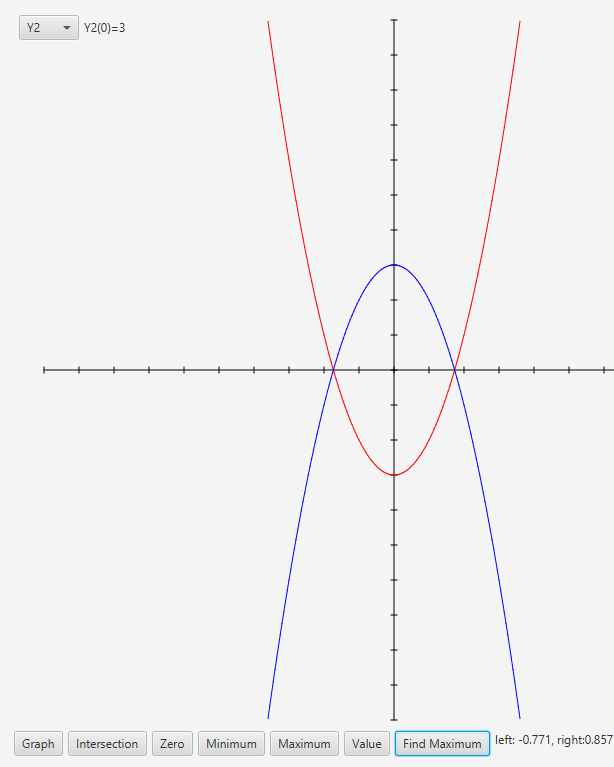 Y2 Y2(0)=3
Graph Intersection Zero Minimum Maximum Value Find Maximum left: -0.771, right:0.857